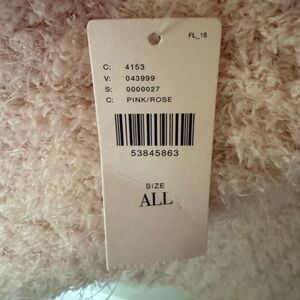 FL_15
C: 4153
V: 043999
S: 0000027
C: PINK/ROSE
53845863
SIZE
ALL